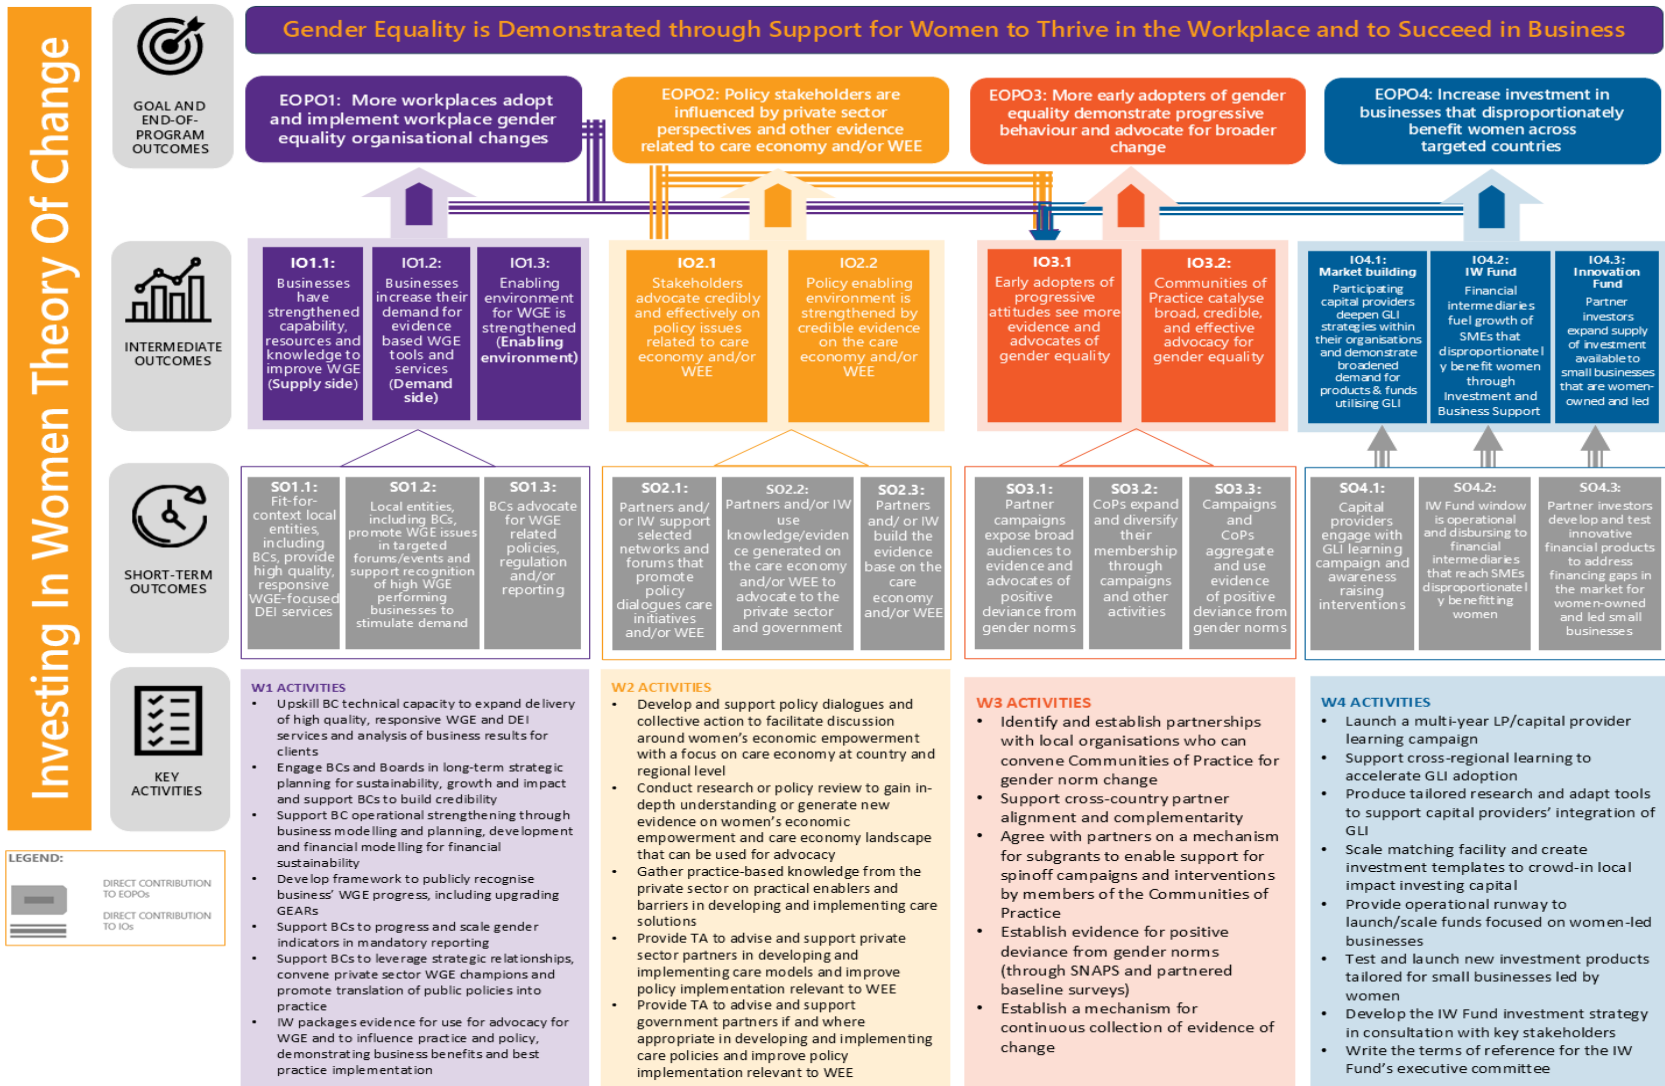 Investing In Women Theory Of Change
Gender Equality is Demonstrated through Support for Women to Thrive in the Workplace and to Succeed in Business
GOAL AND
END-OF-
PROGRAM
OUTCOMES
EOPO1: More workplaces adopt
and implement workplace gender
equality organisational changes
EOPO2: Policy stakeholders are
influenced by private sector
perspectives and other evidence
related to care economy and/or WEE
EOPO3: More early adopters of gender
equality demonstrate progressive
behaviour and advocate for broader
change
EOPO4: Increase investment in
businesses that disproportionately
benefit women across
targeted countries
INTERMEDIATE
OUTCOMES
IO1.1:
Businesses
have
strengthened
capability,
resources and
knowledge to
improve WGE
(Supply side)
IO1.2:
Businesses
increase their
demand for
evidence
based WGE
tools and
services
(Demand
side)
IO1.3:
Enabling
environment
for WGE is
strengthened
(Enabling
environment)
IO2.1
Stakeholders
advocate credibly
and effectively on
policy issues
related to care
economy and/or
WEE
IO2.2
Policy enabling
environment is
strengthened by
credible evidence
on the care
economy and/or
WEE
IO3.1
Early adopters of
progressive
attitudes see more
evidence and
advocates of
gender equality
IO3.2:
Communities of
Practice catalyse
broad, credible,
and effective
advocacy for
gender equality
IO4.1:
Market building
Participating
capital providers
deepen GLI
strategies within
their organisations
and demonstrate
broadened
demand for
products & funds
utilising GLI
IO4.2:
IW Fund
Financial
intermediaries
fuel growth of
SMEs that
disproportionatel
y benefit women
through
Investment and
Business Support
IO4.3:
Innovation
Fund
Partner
investors
expand supply
of investment
available to
small businesses
that are women-
owned and led
SHORT-TERM
OUTCOMES
SO1.1:
Fit-for-
context local
entities,
including
BCs, provide
high quality,
responsive
WGE-focused
DEI services
SO1.2:
Local entities,
including BCs,
promote WGE issues
in targeted
forums/events and
support recognition
of high WGE
performing
businesses to
stimulate demand
SO1.3:
BCs advocate
for WGE
related
policies,
regulation
and/or
reporting
SO2.1:
Partners and/
or IW support
selected
networks and
forums that
promote
policy
dialogues care
initiatives
and/or WEE
SO2.2:
Partners and/or IW
use
knowledge/eviden
ce generated on
the care economy
and/or WEE to
advocate to the
private sector
and government
SO2.3:
Partners
and/ or IW
build the
evidence
base on the
care
economy
and/or WEE
SO3.1:
Partner
campaigns
expose broad
audiences to
evidence and
advocates of
positive
deviance from
gender norms
SO3.2:
CoPs expand
and diversify
their
membership
through
campaigns
and other
activities
SO3.3:
Campaigns
and
CoPs
aggregate
and use
evidence
of positive
deviance from
gender norms
SO4.1:
Capital
providers
engage with
GLI learning
campaign and
awareness
raising
interventions
SO4.2:
IW Fund window
is operational
and disbursing to
financial
intermediaries
that reach SMEs
disproportionatel
y benefitting
women
SO4.3:
Partner investors
develop and test
innovative
financial products
to address
financing gaps in
the market for
women-owned
and led small
businesses
KEY
ACTIVITIES
W1 ACTIVITIES
• Upskill BC technical capacity to expand delivery
of high quality, responsive WGE and DEI
services and analysis of business results for
clients
• Engage BCs and Boards in long-term strategic
planning for sustainability, growth and impact
and support BCs to build credibility
• Support BC operational strengthening through
business modelling and planning, development
and financial modelling for financial
sustainability
• Develop framework to publicly recognise
business' WGE progress, including upgrading
GEARs
• Support BCs to progress and scale gender
indicators in mandatory reporting
• Support BCs to leverage strategic relationships,
convene private sector WGE champions and
promote translation of public policies into
practice
• IW packages evidence for use for advocacy for
WGE and to influence practice and policy,
demonstrating business benefits and best
practice implementation
W2 ACTIVITIES
• Develop and support policy dialogues and
collective action to facilitate discussion
around women's economic empowerment
with a focus on care economy at country and
regional level
• Conduct research or policy review to gain in-
depth understanding or generate new
evidence on women's economic
empowerment and care economy landscape
that can be used for advocacy
• Gather practice-based knowledge from the
private sector on practical enablers and
barriers in developing and implementing care
solutions
• Provide TA to advise and support private
sector partners in developing and
implementing care models and improve
policy implementation relevant to WEE
• Provide TA to advise and support
government partners if and where
appropriate in developing and implementing
care policies and improve policy
implementation relevant to WEE
W3 ACTIVITIES
• Identify and establish partnerships
with local organisations who can
convene Communities of Practice for
gender norm change
• Support cross-country partner
alignment and complementarity
• Agree with partners on a mechanism
for subgrants to enable support for
spinoff campaigns and interventions
by members of the Communities of
Practice
• Establish evidence for positive
deviance from gender norms
(through SNAPS and partnered
baseline surveys)
• Establish a mechanism for
continuous collection of evidence of
change
W4 ACTIVITIES
• Launch a multi-year LP/capital provider
learning campaign
• Support cross-regional learning to
accelerate GLI adoption
• Produce tailored research and adapt tools
to support capital providers' integration of
GLI
• Scale matching facility and create
investment templates to crowd-in local
impact investing capital
• Provide operational runway to
launch/scale funds focused on women-led
businesses
• Test and launch new investment products
tailored for small businesses led by
women
• Develop the IW Fund investment strategy
in consultation with key stakeholders
• Write the terms of reference for the IW
Fund's executive committee
LEGEND:
DIRECT CONTRIBUTION
TO EOPOs
DIRECT CONTRIBUTION
TO IOs